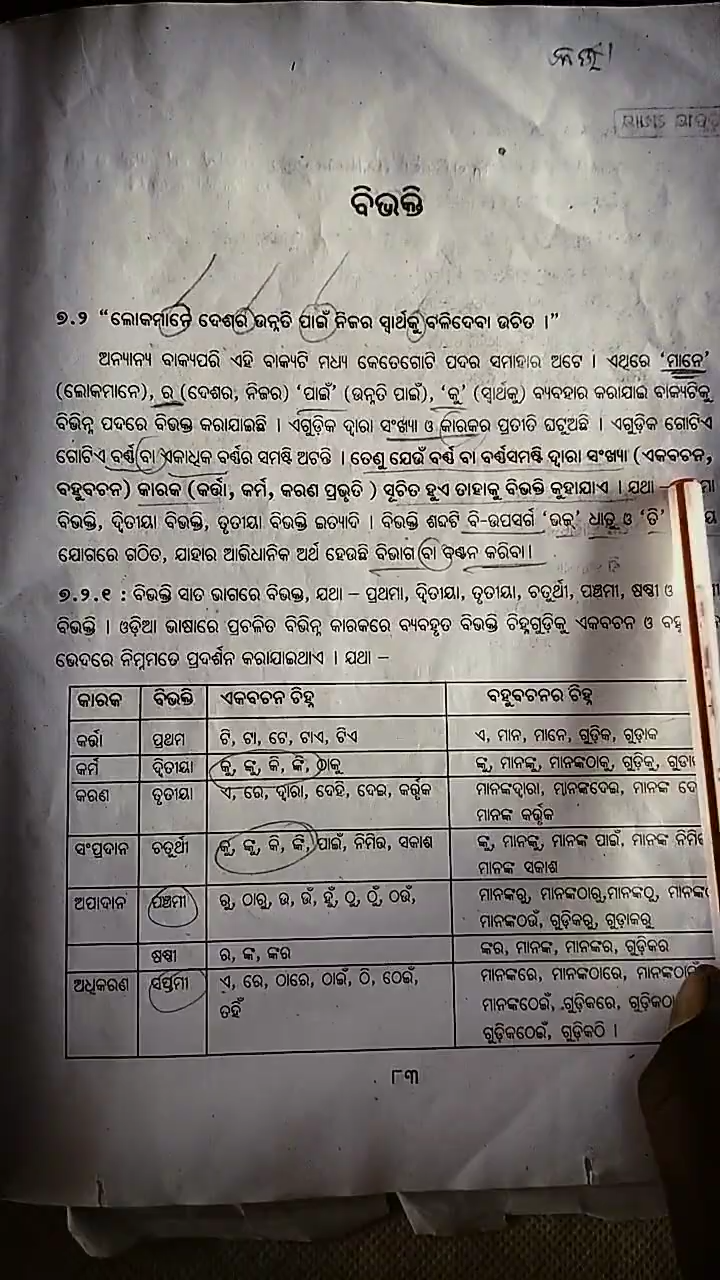 ବିଭକ୍ତି
୭.୨ “ଲୋକମାନେ ଦେଶର ଉନ୍ନତି ପାଇଁ ନିଜର ସ୍ୱାର୍ଥକୁ ବଳିଦେବା ଉଚିତ ।”
ଅନ୍ୟାନ୍ୟ ବାକ୍ୟପରି ଏହି ବାକ୍ୟଟି ମଧ୍ୟ କେତେଗୋଟି ପଦର ସମାହାର ଅଟେ । ଏଥିରେ ‘ମାନେ’
(ଲୋକମାନେ), ର (ଦେଶର, ନିଜର) ‘ପାଇଁ’ (ଉନ୍ନତି ପାଇଁ), ‘କୁ’ (ସ୍ୱାର୍ଥକୁ) ବ୍ୟବହାର କରାଯାଇ ବାକ୍ୟଟିକୁ
ବିଭିନ୍ନ ପଦରେ ବିଭକ୍ତ କରାଯାଇଛି । ଏଗୁଡ଼ିକ ଦ୍ୱାରା ସଂଖ୍ୟା ଓ କାରକର ପ୍ରତୀତି ଘଟୁଅଛି । ଏଗୁଡ଼ିକ ଗୋଟିଏ
ଗୋଟିଏ ବର୍ଣ୍ଣ ବା ଏକାଧିକ ବର୍ଣ୍ଣର ସମଷ୍ଟି ଅଟନ୍ତି । ତେଣୁ ଯେଉଁ ବର୍ଣ୍ଣ ବା ବର୍ଣ୍ଣସମଷ୍ଟି ଦ୍ୱାରା ସଂଖ୍ୟା (ଏକବଚନ,
ବହୁବଚନ) କାରକ (କର୍ତ୍ତା, କର୍ମ, କରଣ ପ୍ରଭୃତି ) ସୂଚିତ ହୁଏ ତାହାକୁ ବିଭକ୍ତି କୁହାଯାଏ । ଯଥା –
ବିଭକ୍ତି, ଦ୍ୱିତୀୟା ବିଭକ୍ତି, ତୃତୀୟା ବିଭକ୍ତି ଇତ୍ୟାଦି । ବିଭକ୍ତି ଶବ୍ଦଟି ବି-ଉପସର୍ଗ ‘ଭଜ୍’ ଧାତୁ ଓ ‘ତି’
ଯୋଗରେ ଗଠିତ, ଯାହାର ଆଭିଧାନିକ ଅର୍ଥ ହେଉଛି ବିଭାଗ ବା ବଣ୍ଟନ କରିବା ।
୭.୨.୧ : ବିଭକ୍ତି ସାତ ଭାଗରେ ବିଭକ୍ତ, ଯଥା – ପ୍ରଥମା, ଦ୍ୱିତୀୟା, ତୃତୀୟା, ଚତୁର୍ଥୀ, ପଞ୍ଚମୀ, ଷଷ୍ଠୀ ଓ
ବିଭକ୍ତି । ଓଡ଼ିଆ ଭାଷାରେ ପ୍ରଚଳିତ ବିଭିନ୍ନ କାରକରେ ବ୍ୟବହୃତ ବିଭକ୍ତି ଚିହ୍ନଗୁଡ଼ିକୁ ଏକବଚନ ଓ
ଭେଦରେ ନିମ୍ନମତେ ପ୍ରଦର୍ଶନ କରାଯାଇଥାଏ । ଯଥା –
କାରକ ବିଭକ୍ତି ଏକବଚନ ଚିହ୍ନ ବହୁବଚନର ଚିହ୍ନ
କର୍ତ୍ତା ପ୍ରଥମ ଟି, ଟା, ଟେ, ଟାଏ, ଟିଏ ଏ, ମାନ, ମାନେ, ଗୁଡ଼ିକ, ଗୁଡ଼ାକ
କର୍ମ ଦ୍ୱିତୀୟା କୁ, ଙ୍କୁ, କି, ଙ୍କି, ଠାକୁ ଙ୍କୁ, ମାନଙ୍କୁ, ମାନଙ୍କଠାକୁ, ଗୁଡ଼ିକୁ,
କରଣ ତୃତୀୟା ଏ, ରେ, ଦ୍ୱାରା, ଦେହି, ଦେଇ, କର୍ତ୍ତୃକ ମାନଙ୍କଦ୍ୱାରା, ମାନଙ୍କଦେଇ, ମାନଙ୍କ
ମାନଙ୍କ କର୍ତ୍ତୃକ
ସଂପ୍ରଦାନ ଚତୁର୍ଥୀ କୁ, ଙ୍କୁ, କି, ଙ୍କି, ପାଇଁ, ନିମିତ୍ତ, ସକାଶ ଙ୍କୁ, ମାନଙ୍କୁ, ମାନଙ୍କ ପାଇଁ, ମାନଙ୍କ
ମାନଙ୍କ ସକାଶ
ଅପାଦାନ ପଞ୍ଚମୀ ରୁ, ଠାରୁ, ଉ, ଉଁ, ହୁଁ, ଠୁ, ଠୁଁ, ଠଉଁ, ମାନଙ୍କରୁ, ମାନଙ୍କଠାରୁ,ମାନଙ୍କଠୁ,
ମାନଙ୍କଠଉଁ, ଗୁଡ଼ିକରୁ, ଗୁଡ଼ାକରୁ
ଷଷ୍ଠୀ ର, ଙ୍କ, ଙ୍କର ଙ୍କର, ମାନଙ୍କ, ମାନଙ୍କର, ଗୁଡ଼ିକର
ଅଧିକରଣ ସପ୍ତମୀ ଏ, ରେ, ଠାରେ, ଠାଇଁ, ଠି, ଠେଇଁ, ମାନଙ୍କରେ, ମାନଙ୍କଠାରେ,
ତହିଁ ମାନଙ୍କଠେଇଁ, ଗୁଡ଼ିକରେ,
ଗୁଡ଼ିକଠେଇଁ, ଗୁଡ଼ିକଠି ।
୮୩